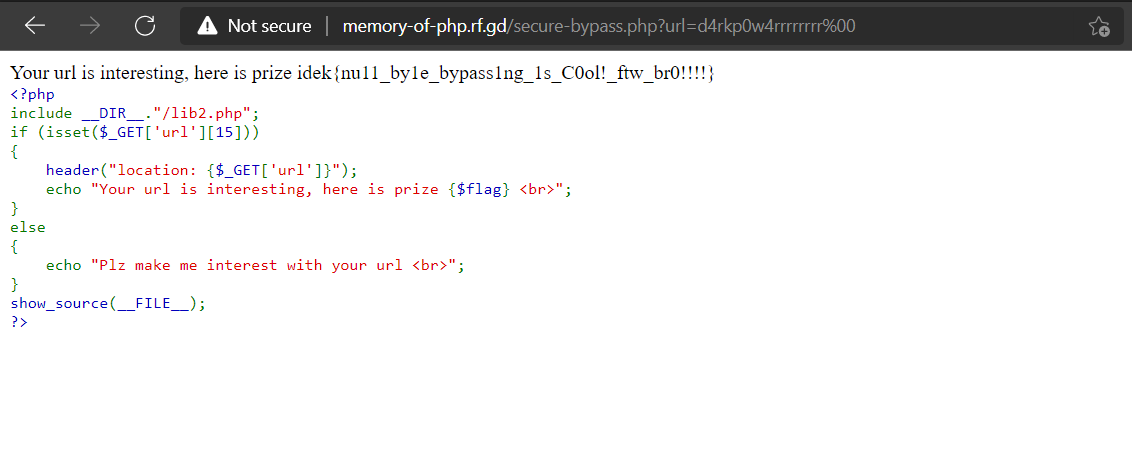 Not secure | memory-of-php.rf.gd/secure-bypass.php?url=d4rkp0w4rrrrrrrr%00
Your url is interesting, here is prize idek{nu11_by1e_bypass1ng_1s_C0ol!_ftw_br0!!!!}
<?php
include __DIR__."/lib2.php";
if (isset($_GET['url'][15]))
{
    header("location: {$_GET['url']}");
    echo "Your url is interesting, here is prize {$flag} <br>";
}
else
{
    echo "Plz make me interest with your url <br>";
}
show_source(__FILE__);
?>